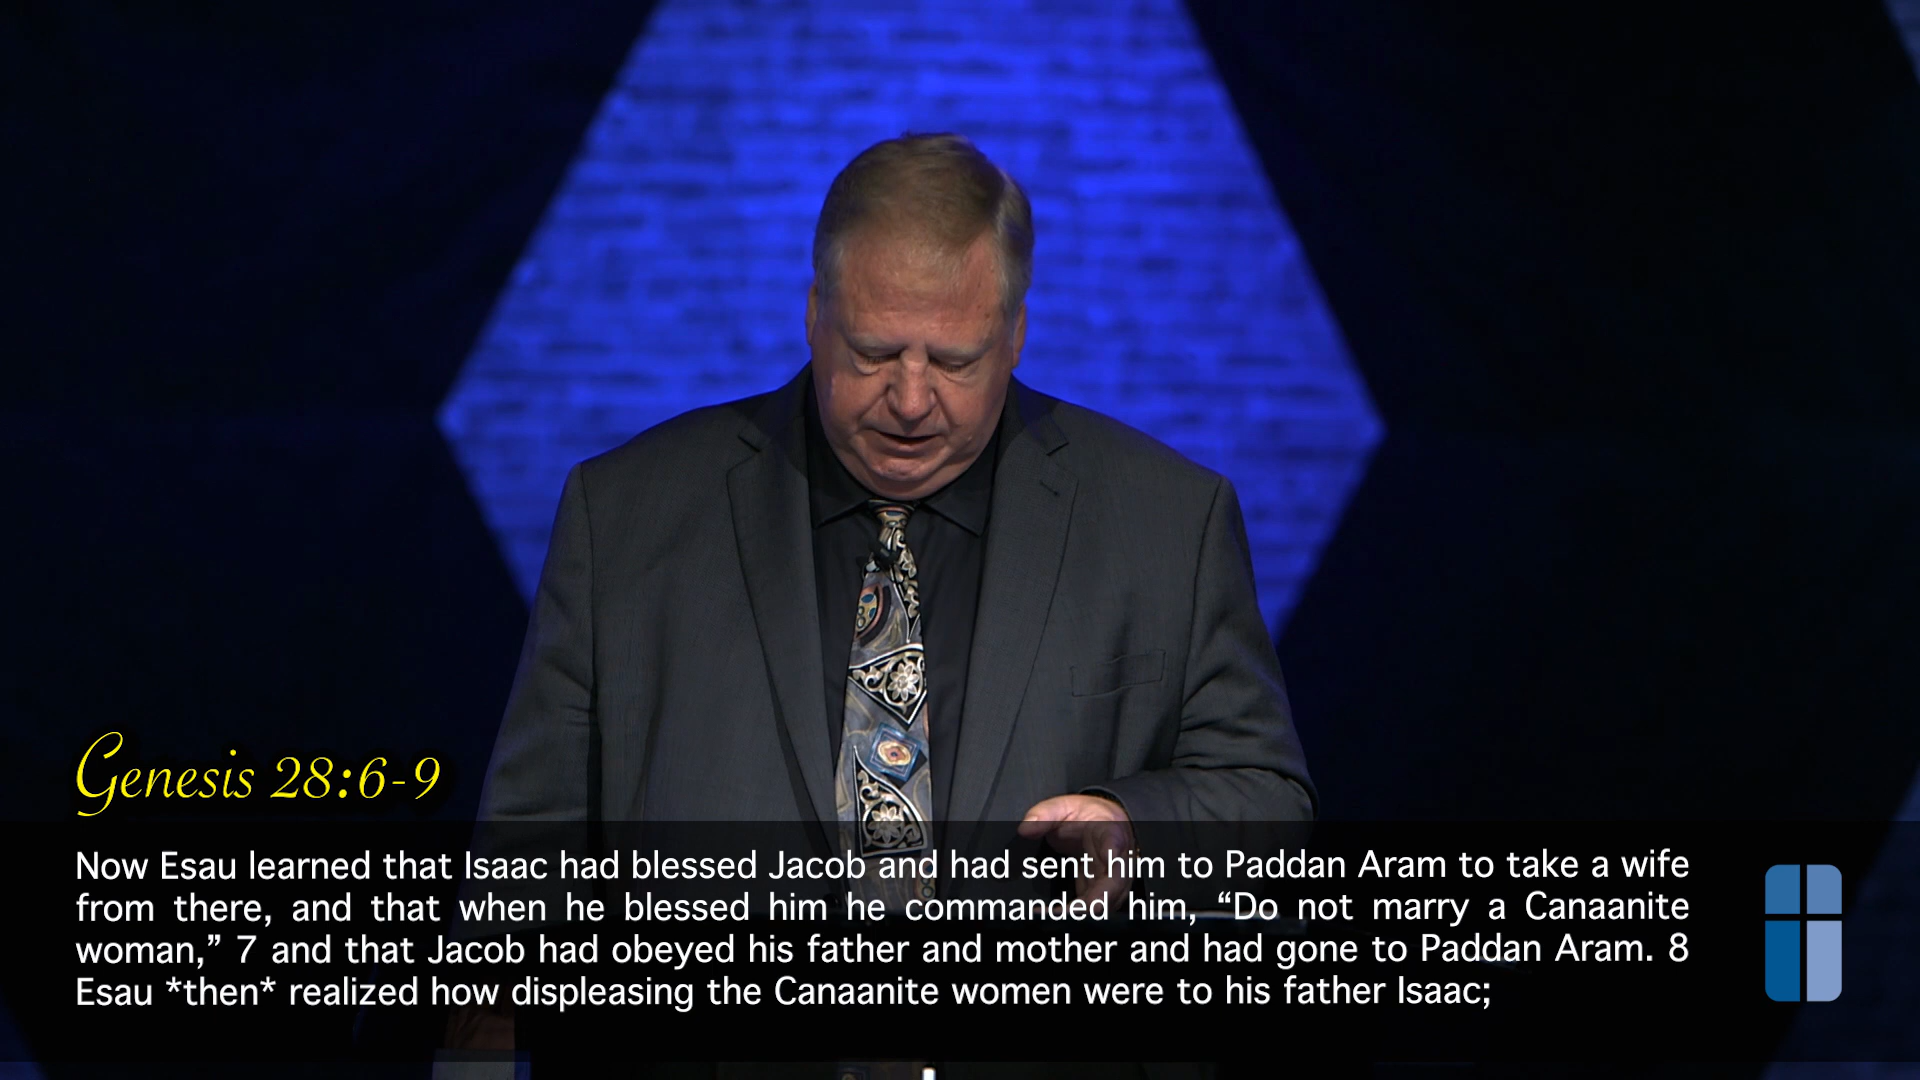 Genesis 28:6-9
Now Esau learned that Isaac had blessed Jacob and had sent him to Paddan Aram to take a wife
from there, and that when he blessed him he commanded him, “Do not marry a Canaanite
woman,” 7 and that Jacob had obeyed his father and mother and had gone to Paddan Aram. 8
Esau *then* realized how displeasing the Canaanite women were to his father Isaac;